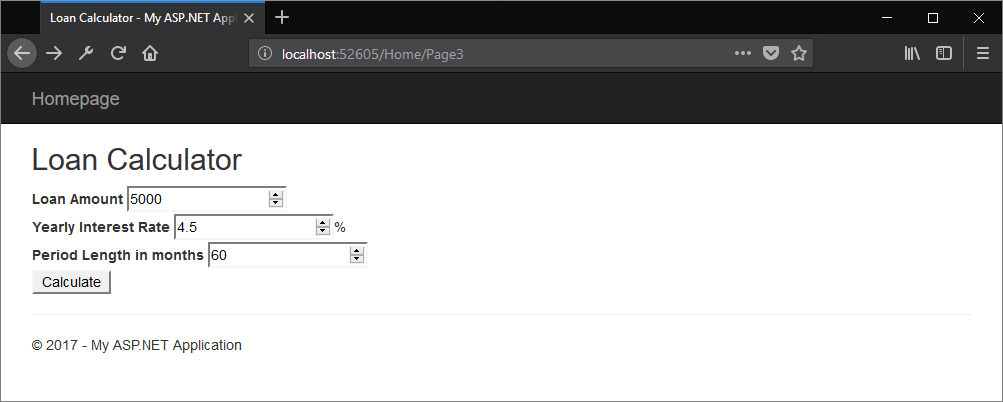 Loan Calculator - My ASP.NET Appl
localhost:52605/Home/Page3
Homepage
Loan Calculator
Loan Amount 5000
Yearly Interest Rate 4.5 %
Period Length in months 60
Calculate
© 2017 - My ASP.NET Application